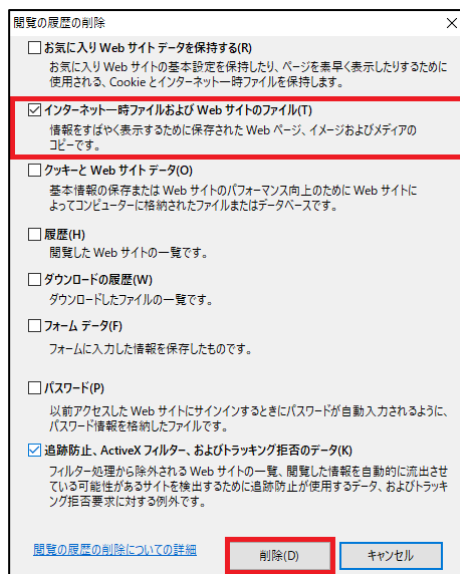 閲覧の履歴の削除
お気に入り Web サイト データを保持する(R)
お気に入り Web サイトの基本設定を保持したり、ページを素早く表示したりするために
使用される、Cookie とインターネット一時ファイルを保持します。
インターネット一時ファイルおよび Web サイトのファイル(T)
情報をすばやく表示するために保存された Web ページ、イメージおよびメディアの
コピーです。
クッキーと Web サイト データ(O)
基本情報の保存または Web サイトのパフォーマンス向上のために Web サイトに
よってコンピューターに格納されたファイルまたはデータベースです。
履歴(H)
閲覧した Web サイトの一覧です。
ダウンロードの履歴(W)
ダウンロードしたファイルの一覧です。
フォーム データ(F)
フォームに入力した情報を保存したものです。
パスワード(P)
以前アクセスした Web サイトにサインインするときにパスワードが自動入力されるように、
パスワード情報を格納したファイルです。
追跡防止、ActiveX フィルター、およびトラッキング拒否のデータ(K)
フィルター処理から除外される Web サイトの一覧、閲覧した情報を自動的に流出させ
ている可能性があるサイトを検出するために追跡防止が使用するデータ、およびトラッキ
ング拒否要求に対する例外です。
閲覧の履歴の削除についての詳細
削除(D)
キャンセル